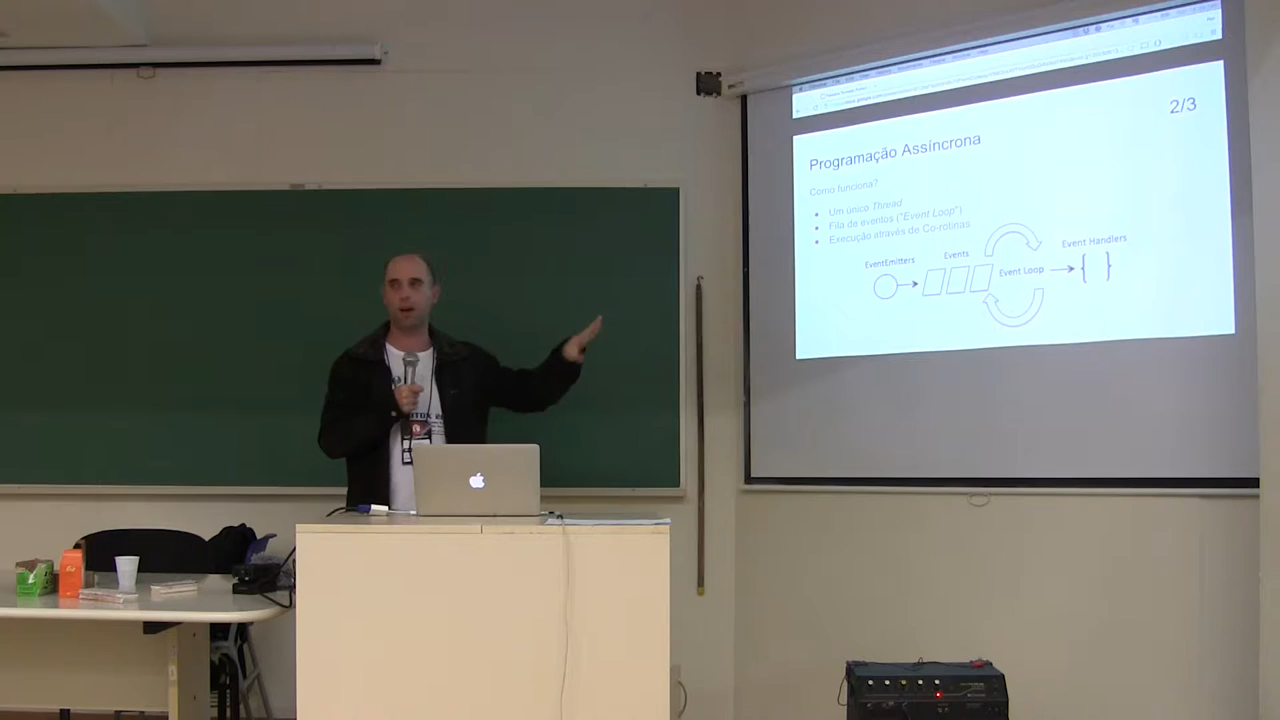 2/3
Programação Assíncrona
Como funciona?
Um único Thread
Fila de eventos ("Event Loop")
Execução através de Co-rotinas
EventEmitters
Events
Event Loop
Event Handlers
{ }